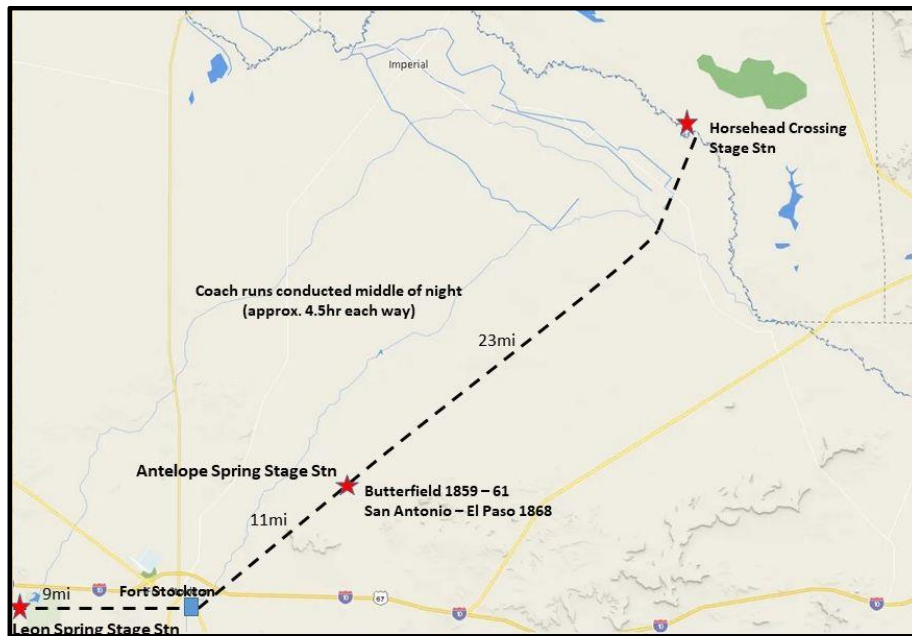 Imperial
Horsehead Crossing
Stage Stn
Coach runs conducted middle of night
(approx. 4.5hr each way)
23mi
Antelope Spring Stage Stn
Butterfield 1859 – 61
San Antonio – El Paso 1868
11mi
9mi
Fort Stockton
10
10
67
10
10
10
Leon Spring Stage Stn